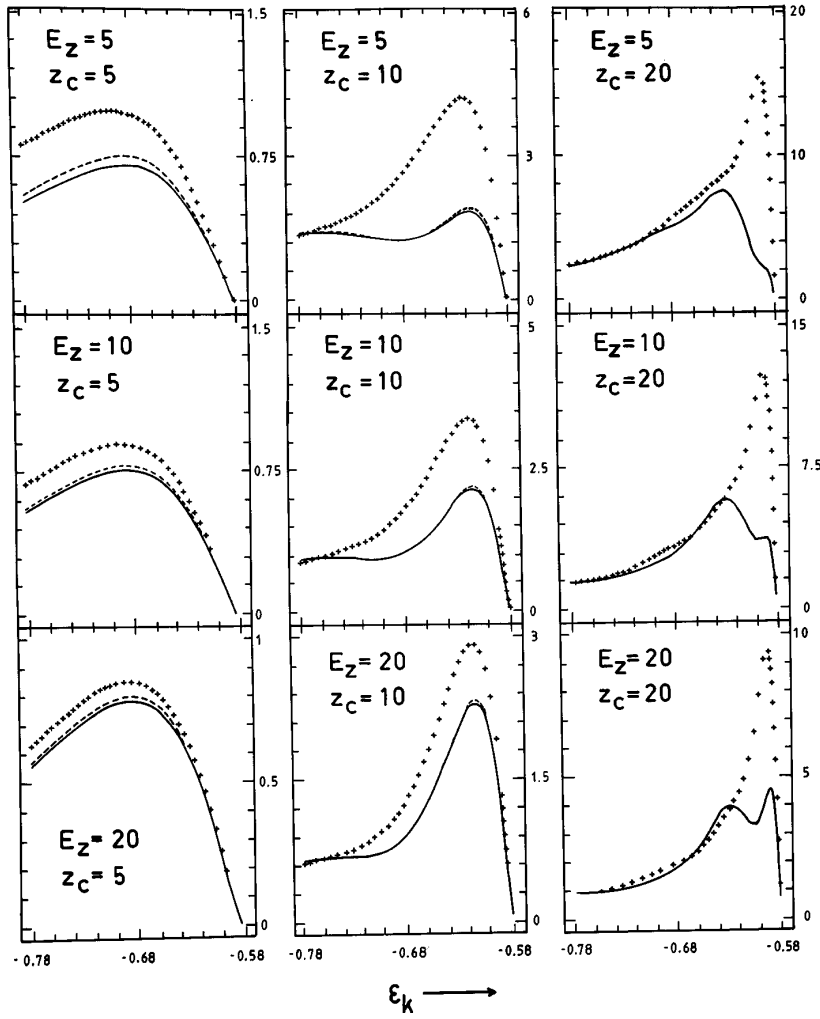 E_z = 5
z_c = 5
1.5
0.75
0
E_z = 5
z_c = 10
6
3
0
E_z = 5
z_c = 20
20
10
0
E_z = 10
z_c = 5
1.5
0.75
0
E_z = 10
z_c = 10
5
2.5
0
E_z = 10
z_c = 20
15
7.5
0
E_z = 20
z_c = 5
1
0.5
0
E_z = 20
z_c = 10
3
1.5
0
E_z = 20
z_c = 20
10
5
0
-0.78 -0.68 -0.58
-0.78 -0.68 -0.58
-0.78 -0.68 -0.58
ε_k ⟶